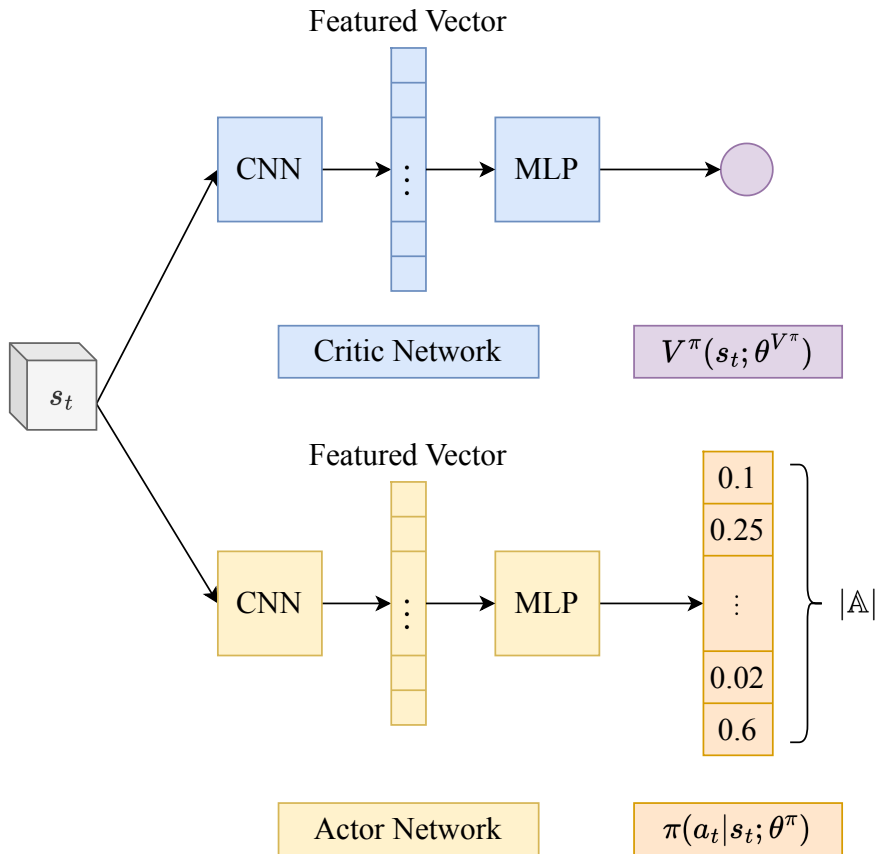 Featured Vector
CNN
⋮
MLP
Critic Network
V^π(s_t; θ^{V^π})
s_t
Featured Vector
CNN
⋮
MLP
0.1
0.25
⋮
0.02
0.6
|𝔸|
Actor Network
π(a_t|s_t; θ^π)